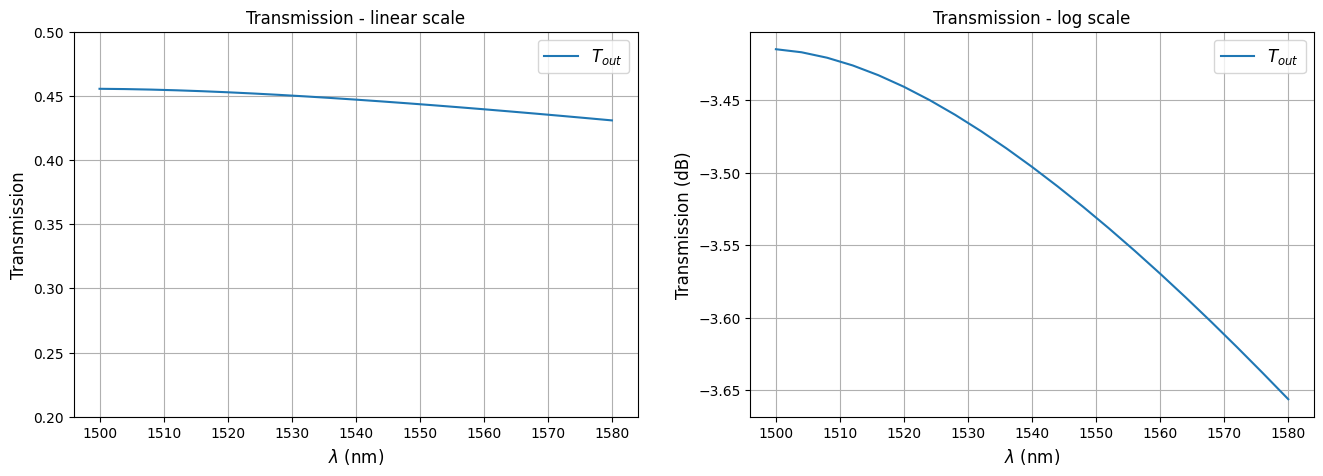 Transmission - linear scale
T_out
Transmission
0.50
0.45
0.40
0.35
0.30
0.25
0.20
1500 1510 1520 1530 1540 1550 1560 1570 1580
λ (nm)
Transmission - log scale
T_out
Transmission (dB)
−3.45
−3.50
−3.55
−3.60
−3.65
1500 1510 1520 1530 1540 1550 1560 1570 1580
λ (nm)